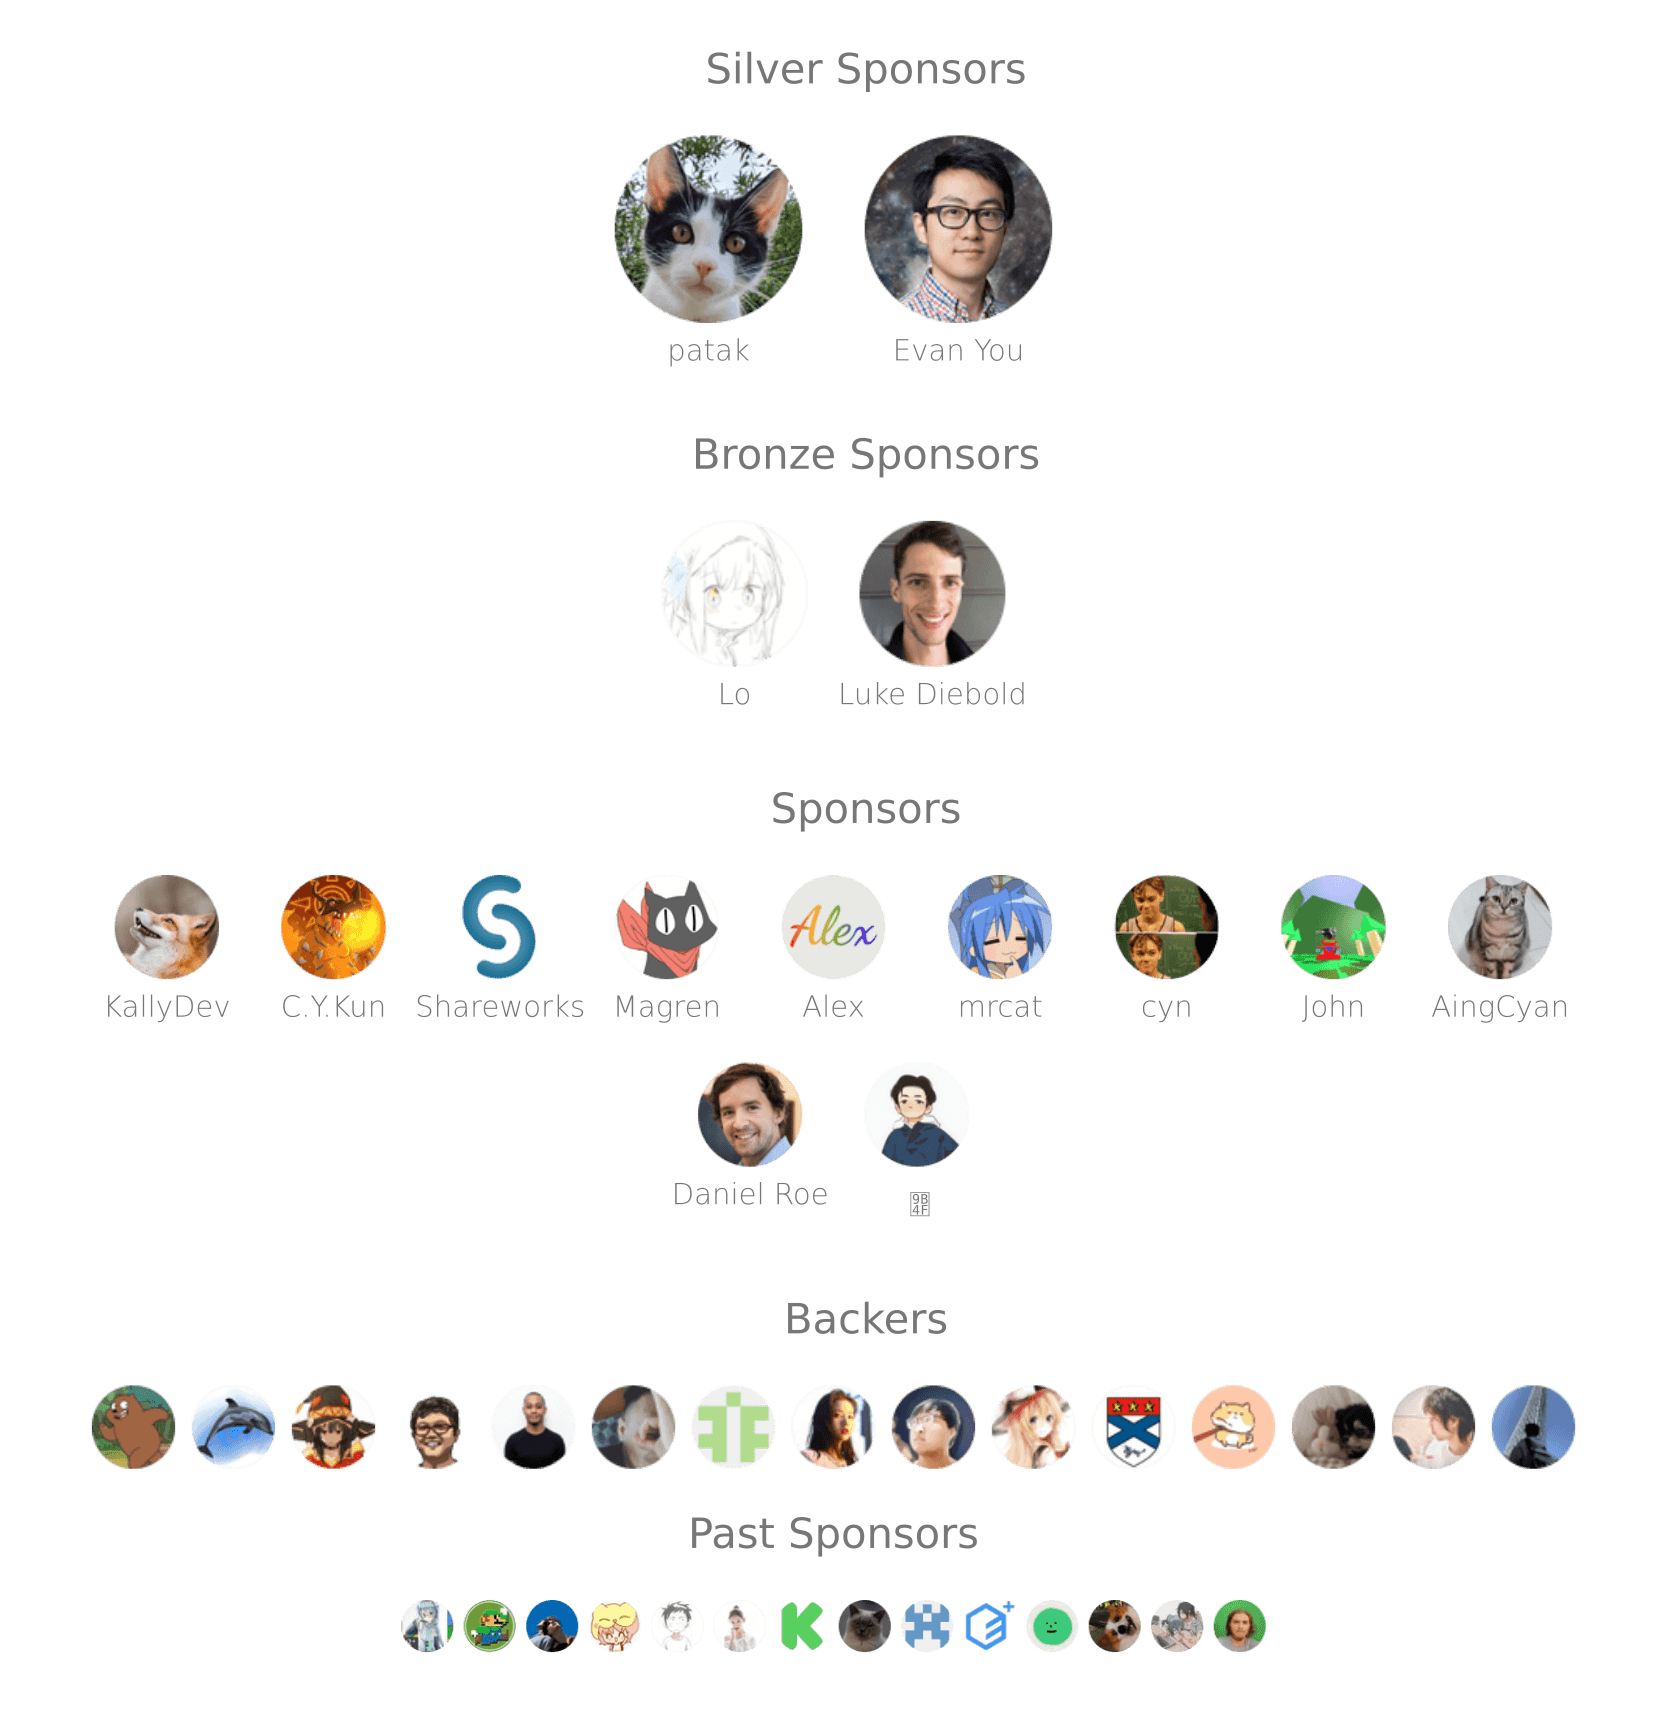 Silver Sponsors
patak Evan You
Bronze Sponsors
Lo Luke Diebold
Sponsors
Alex
KallyDev C.Y.Kun Shareworks Magren Alex mrcat cyn John AingCyan
Daniel Roe
Backers
Past Sponsors